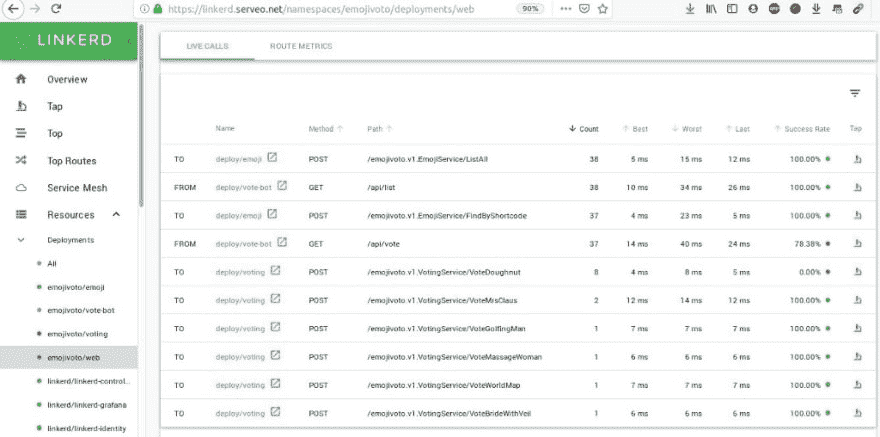 https://linkerd.serveo.net/namespaces/emojivoto/deployments/web
90%
LINKERD
Overview
Tap
Top
Top Routes
Service Mesh
Resources
Deployments
All
emojivoto/emoji
emojivoto/vote-bot
emojivoto/voting
emojivoto/web
linkerd/linkerd-control...
linkerd/linkerd-grafana
linkerd/linkerd-identity
LIVE CALLS ROUTE METRICS
Name Method Path Count Best Worst Last Success Rate Tap
TO deploy/emoji POST /emojivoto.v1.EmojiService/ListAll 38 5 ms 15 ms 12 ms 100.00%
FROM deploy/vote-bot GET /api/list 38 10 ms 34 ms 26 ms 100.00%
TO deploy/emoji POST /emojivoto.v1.EmojiService/FindByShortcode 37 4 ms 23 ms 5 ms 100.00%
FROM deploy/vote-bot GET /api/vote 37 14 ms 40 ms 24 ms 78.38%
TO deploy/voting POST /emojivoto.v1.VotingService/VoteDoughnut 8 4 ms 8 ms 5 ms 0.00%
TO deploy/voting POST /emojivoto.v1.VotingService/VoteMrsClaus 2 12 ms 14 ms 12 ms 100.00%
TO deploy/voting POST /emojivoto.v1.VotingService/VoteGolfingMan 1 7 ms 7 ms 7 ms 100.00%
TO deploy/voting POST /emojivoto.v1.VotingService/VoteMassageWoman 1 6 ms 6 ms 6 ms 100.00%
TO deploy/voting POST /emojivoto.v1.VotingService/VoteWorldMap 1 7 ms 7 ms 7 ms 100.00%
TO deploy/voting POST /emojivoto.v1.VotingService/VoteBrideWithVeil 1 6 ms 6 ms 6 ms 100.00%